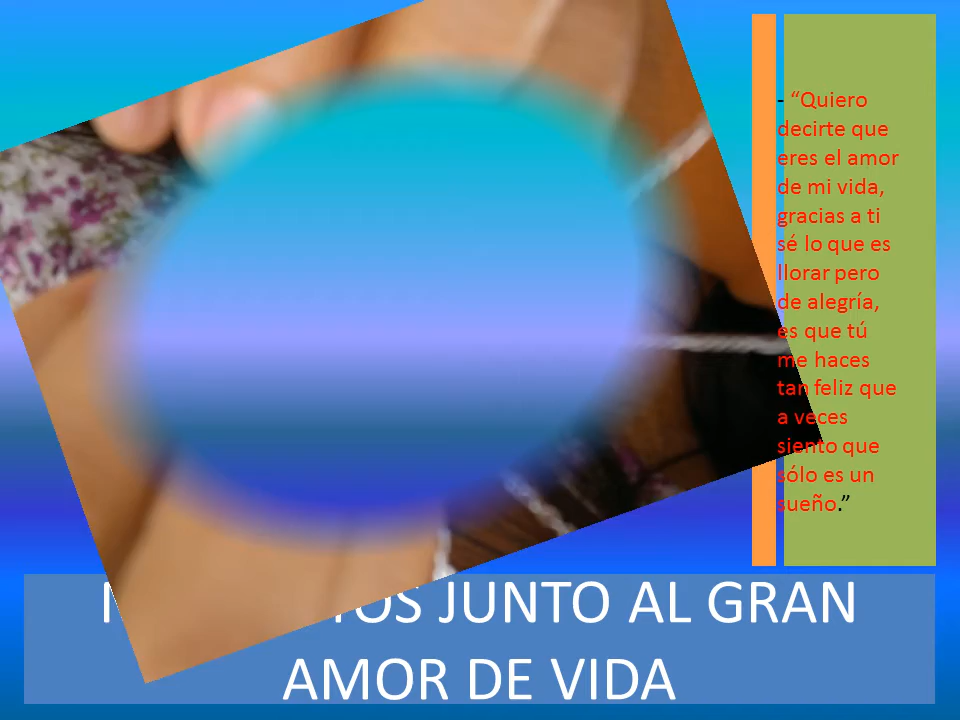 - “Quiero
decirte que
eres el amor
de mi vida,
gracias a ti
sé lo que es
llorar pero
de alegría,
es que tú
me haces
tan feliz que
a veces
siento que
sólo es un
sueño.”
JUNTO AL GRAN
AMOR DE VIDA